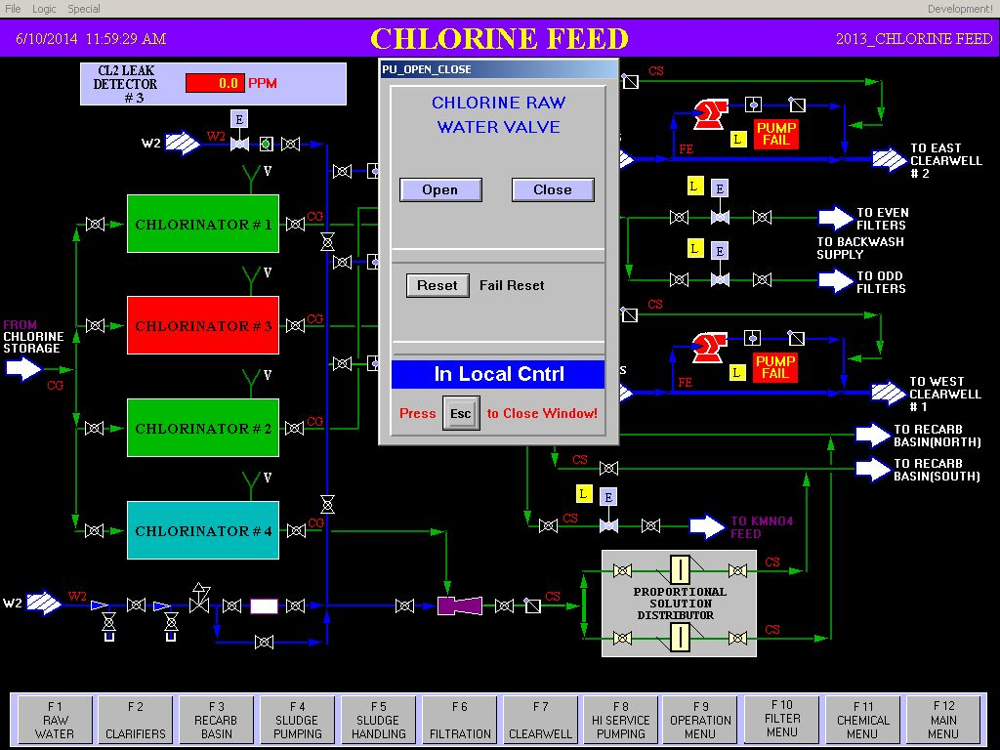 File Logic Special Development!
6/10/2014 11:59:29 AM CHLORINE FEED 2013_CHLORINE FEED
CL2 LEAK
DETECTOR
# 3
0.0 PPM
PU_OPEN_CLOSE
CHLORINE RAW
WATER VALVE
Open Close
Reset Fail Reset
In Local Cntrl
Press Esc to Close Window!
E
W2 W2
V
CHLORINATOR # 1 CG
V
CHLORINATOR # 3 CG
FROM
CHLORINE
STORAGE
CG
V
CHLORINATOR # 2 CG
V
CHLORINATOR # 4 CG
W2 W2
CS
CS
L PUMP
FAIL
FE
TO EAST
CLEARWELL
# 2
L E
TO EVEN
FILTERS
TO BACKWASH
SUPPLY
L E
TO ODD
FILTERS
CS
L PUMP
FAIL
S
FE
TO WEST
CLEARWELL
# 1
TO RECARB
BASIN(NORTH)
CS
TO RECARB
BASIN(SOUTH)
L E
CS
TO KMNO4
FEED
CS
PROPORTIONAL
SOLUTION
DISTRIBUTOR
CS
F 1
RAW
WATER
F 2
CLARIFIERS
F 3
RECARB
BASIN
F 4
SLUDGE
PUMPING
F 5
SLUDGE
HANDLING
F 6
FILTRATION
F 7
CLEARWELL
F 8
HI SERVICE
PUMPING
F 9
OPERATION
MENU
F 10
FILTER
MENU
F 11
CHEMICAL
MENU
F 12
MAIN
MENU